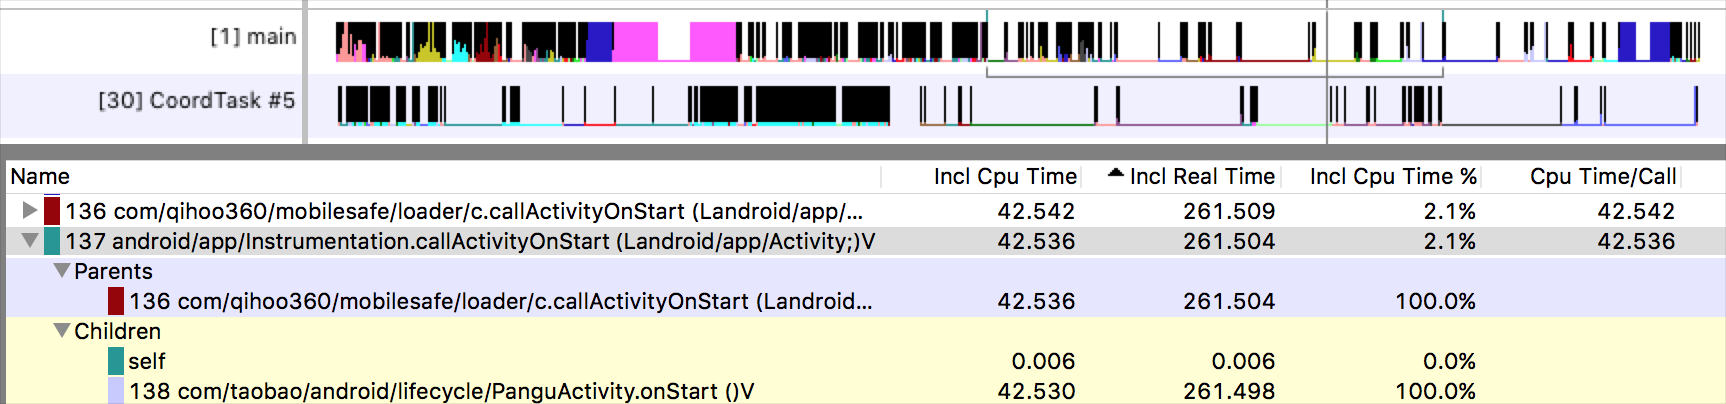 [1] main
[30] CoordTask #5
Name Incl Cpu Time Incl Real Time Incl Cpu Time % Cpu Time/Call
136 com/qihoo360/mobilesafe/loader/c.callActivityOnStart (Landroid/app/... 42.542 261.509 2.1% 42.542
137 android/app/Instrumentation.callActivityOnStart (Landroid/app/Activity;)V 42.536 261.504 2.1% 42.536
Parents
136 com/qihoo360/mobilesafe/loader/c.callActivityOnStart (Landroid... 42.536 261.504 100.0%
Children
self 0.006 0.006 0.0%
138 com/taobao/android/lifecycle/PanguActivity.onStart ()V 42.530 261.498 100.0%